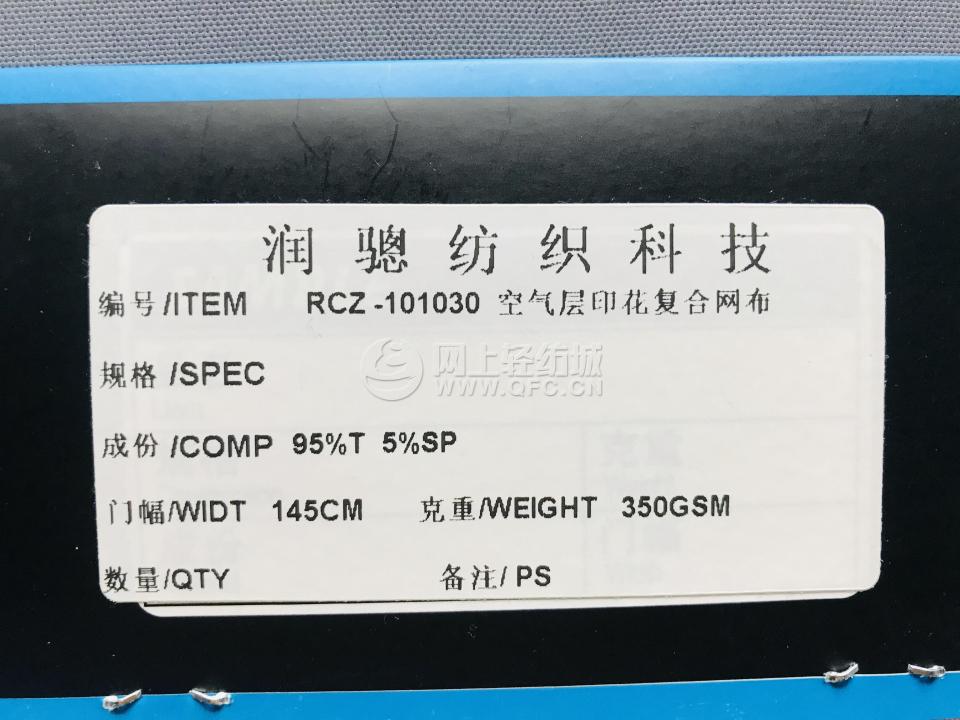 润骢纺织科技
编号/ITEM RCZ-101030 空气层印花复合网布
规格/SPEC
网上轻纺城
WWW.QFC.CN
成份/COMP 95%T 5%SP
门幅/WIDT 145CM 克重/WEIGHT 350GSM
数量/QTY 备注/PS